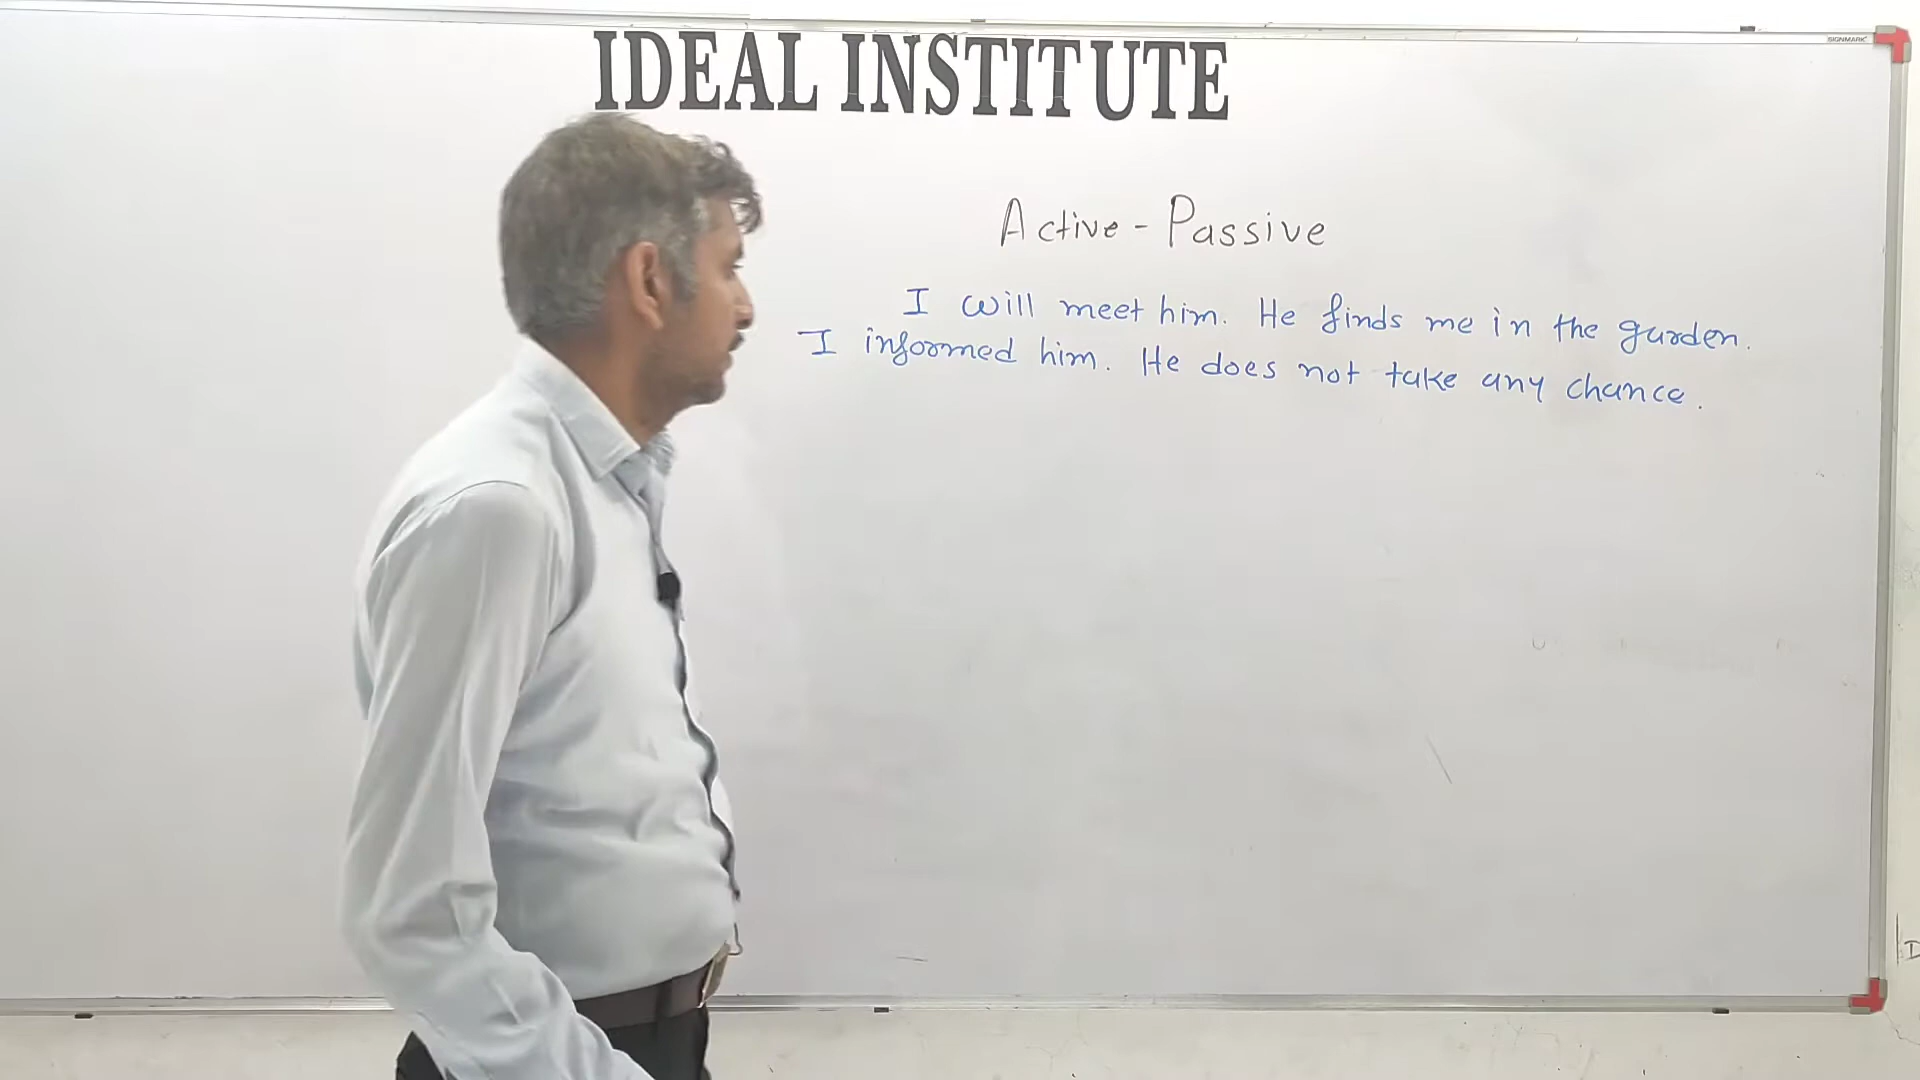 SIGNMARK
IDEAL INSTITUTE
Active - Passive
I will meet him. He finds me in the garden.
I informed him. He does not take any chance.